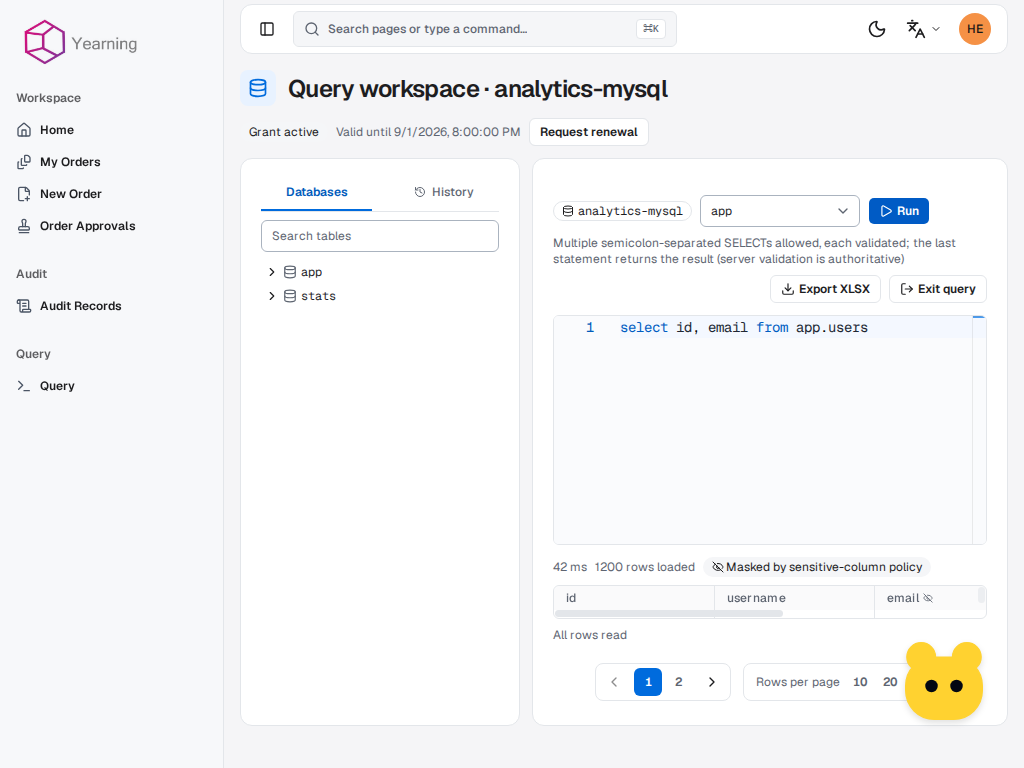 Yearning
Search pages or type a command...
⌘K
HE
Workspace
Home
My Orders
New Order
Order Approvals
Audit
Audit Records
Query
Query
Query workspace · analytics-mysql
Grant active
Valid until 9/1/2026, 8:00:00 PM
Request renewal
Databases
History
Search tables
app
stats
analytics-mysql
app
Run
Multiple semicolon-separated SELECTs allowed, each validated; the last
statement returns the result (server validation is authoritative)
Export XLSX
Exit query
1 select id, email from app.users
42 ms 1200 rows loaded
Masked by sensitive-column policy
id username email
All rows read
1 2
Rows per page 10 20